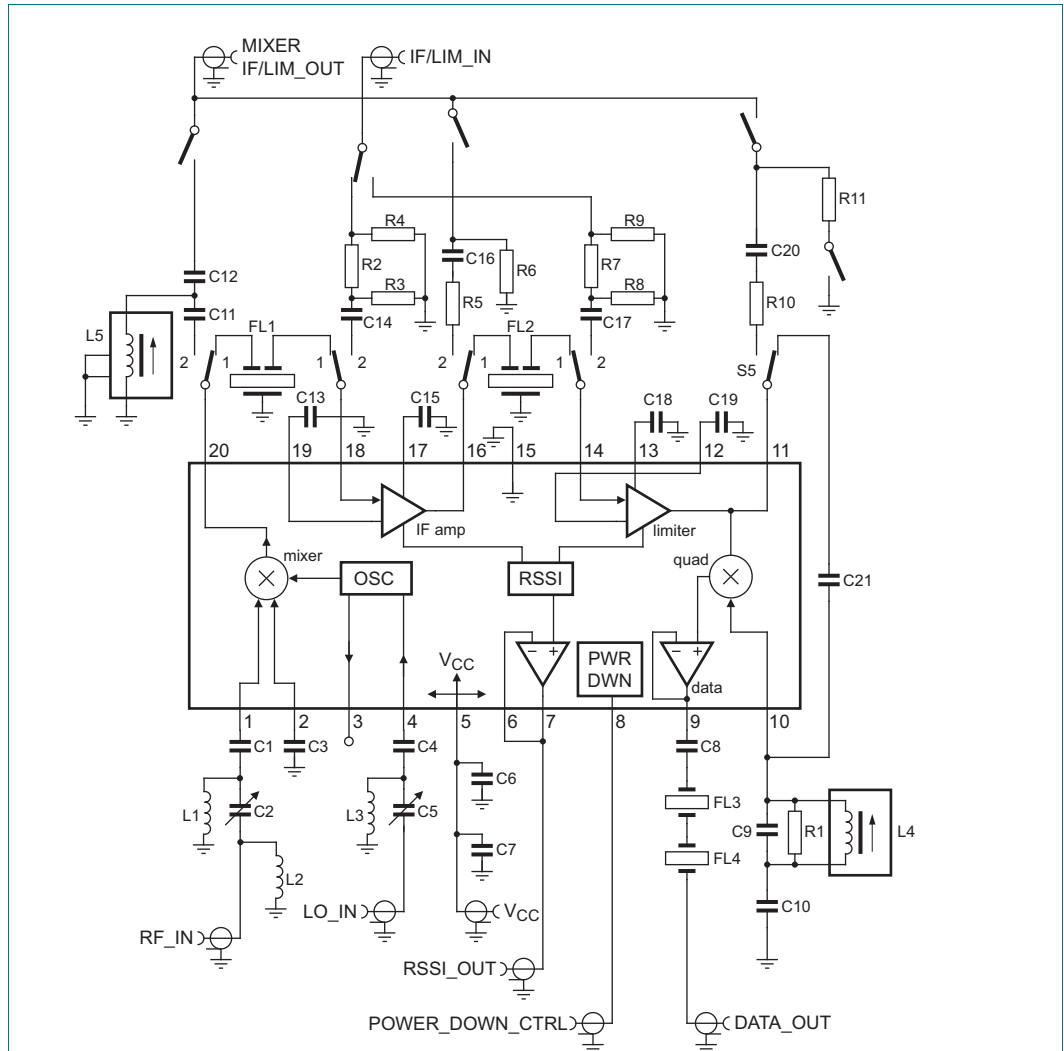 MIXER
IF/LIM_OUT
IF/LIM_IN
R11
R4
R9
C12
R2
C16
R6
R7
C20
R3
R8
C11
C14
R5
C17
R10
L5
FL1
FL2
2 1 1 2 2 1 1 2
S5
C13
C15
C18
C19
20 19 18 17 16 15 14 13 12 11
IF amp
limiter
mixer
quad
OSC
RSSI
C21
− +
− +
VCC
PWR
DWN
data
1 2 3 4 5 6 7 8 9 10
C1
C3
C4
C8
C6
L1
C2
L3
C5
FL3
C9
R1
L4
C7
FL4
L2
C10
LO_IN
VCC
RF_IN
RSSI_OUT
POWER_DOWN_CTRL
DATA_OUT